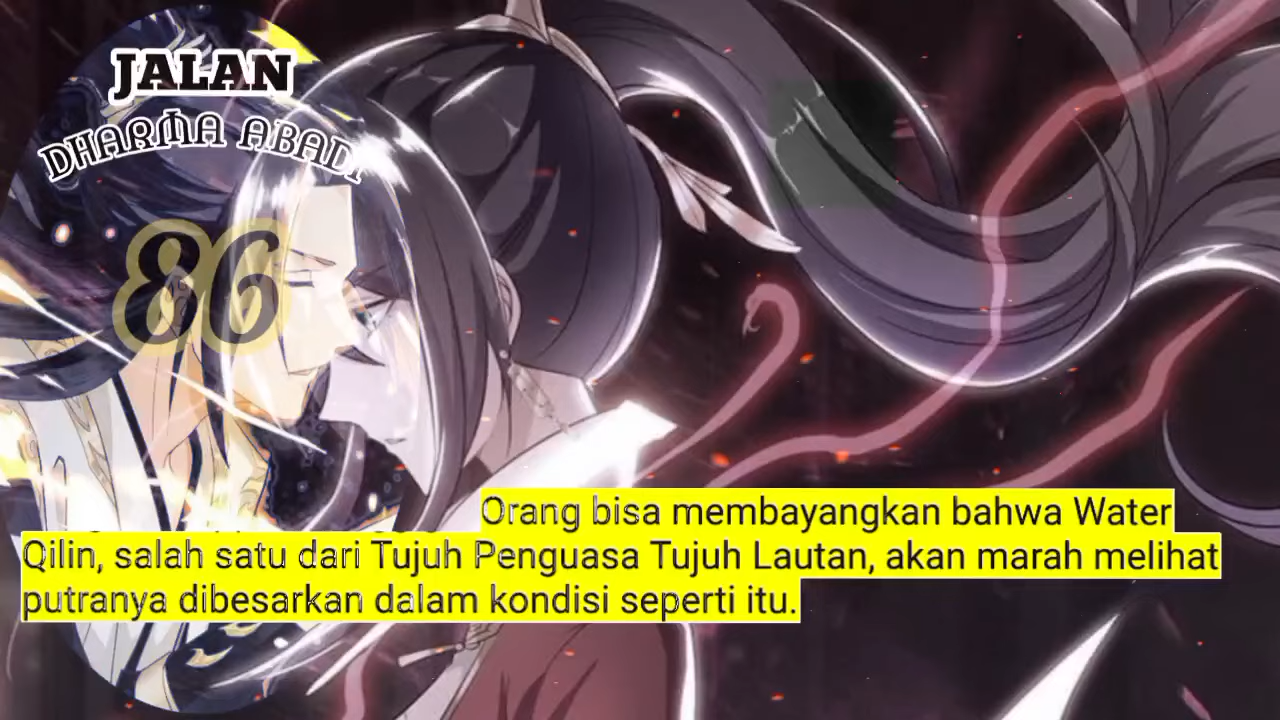 JALAN
DHARMA ABADI
86
Orang bisa membayangkan bahwa Water
Qilin, salah satu dari Tujuh Penguasa Tujuh Lautan, akan marah melihat
putranya dibesarkan dalam kondisi seperti itu.